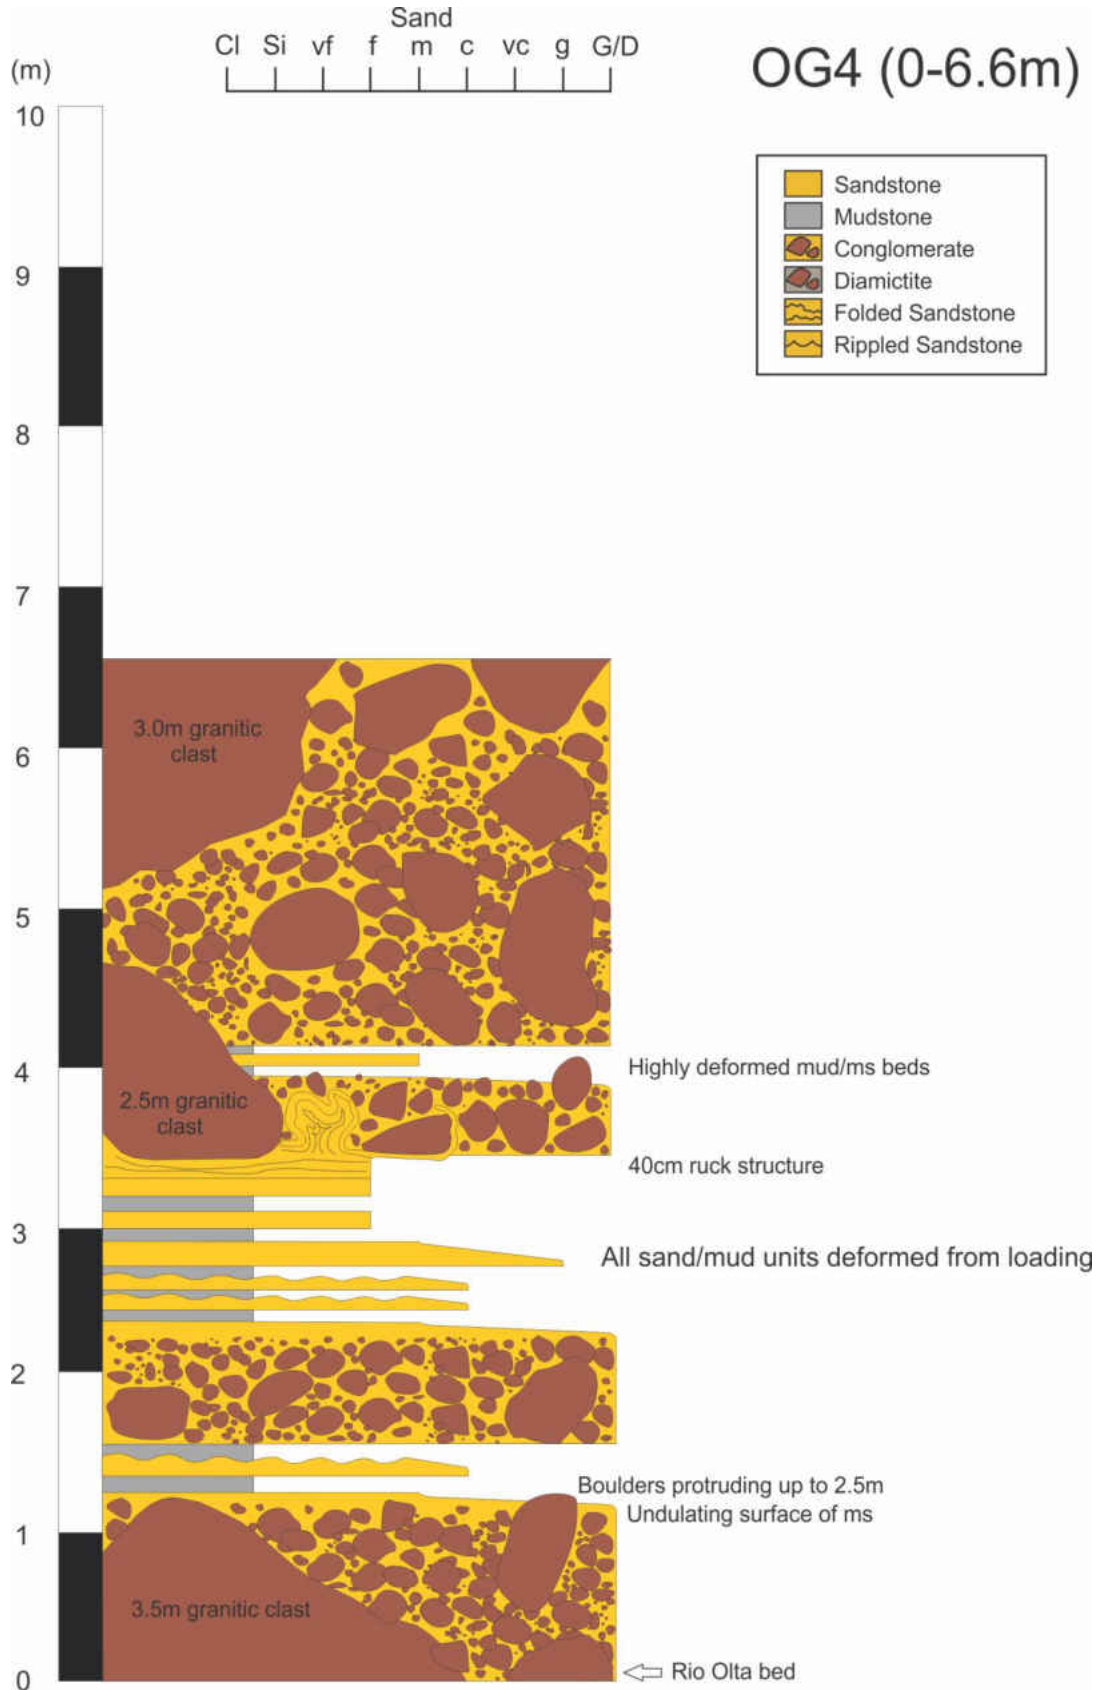 Sand
Cl Si vf f m c vc g G/D
(m)
OG4 (0-6.6m)
10
Sandstone
Mudstone
Conglomerate
Diamictite
Folded Sandstone
Rippled Sandstone
9
8
7
3.0m granitic
clast
6
5
4
Highly deformed mud/ms beds
2.5m granitic
clast
40cm ruck structure
3
All sand/mud units deformed from loading
2
Boulders protruding up to 2.5m
Undulating surface of ms
1
3.5m granitic clast
0
Rio Olta bed